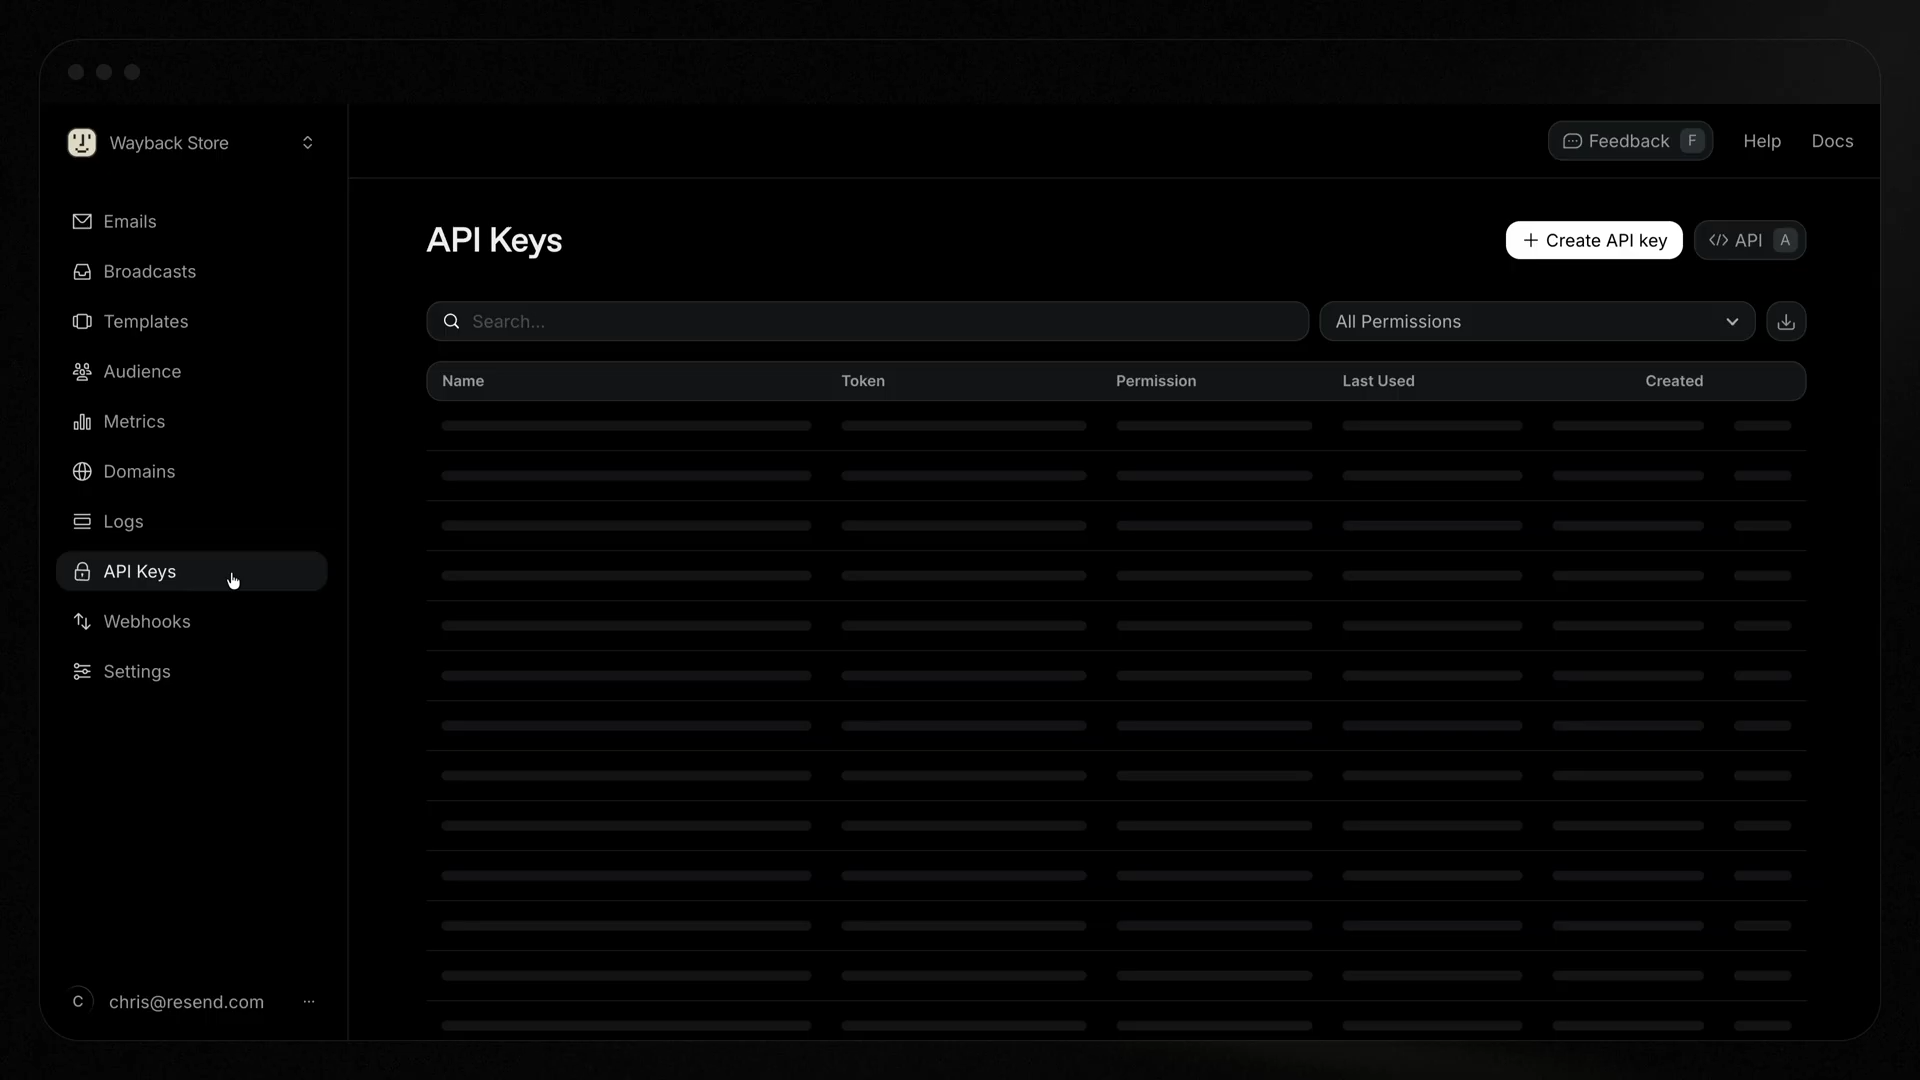 Wayback Store
Feedback F
Help
Docs
Emails
Broadcasts
Templates
Audience
Metrics
Domains
Logs
API Keys
Webhooks
Settings
chris@resend.com
C
API Keys
+ Create API key
</> API A
Search...
All Permissions
Name Token Permission Last Used Created